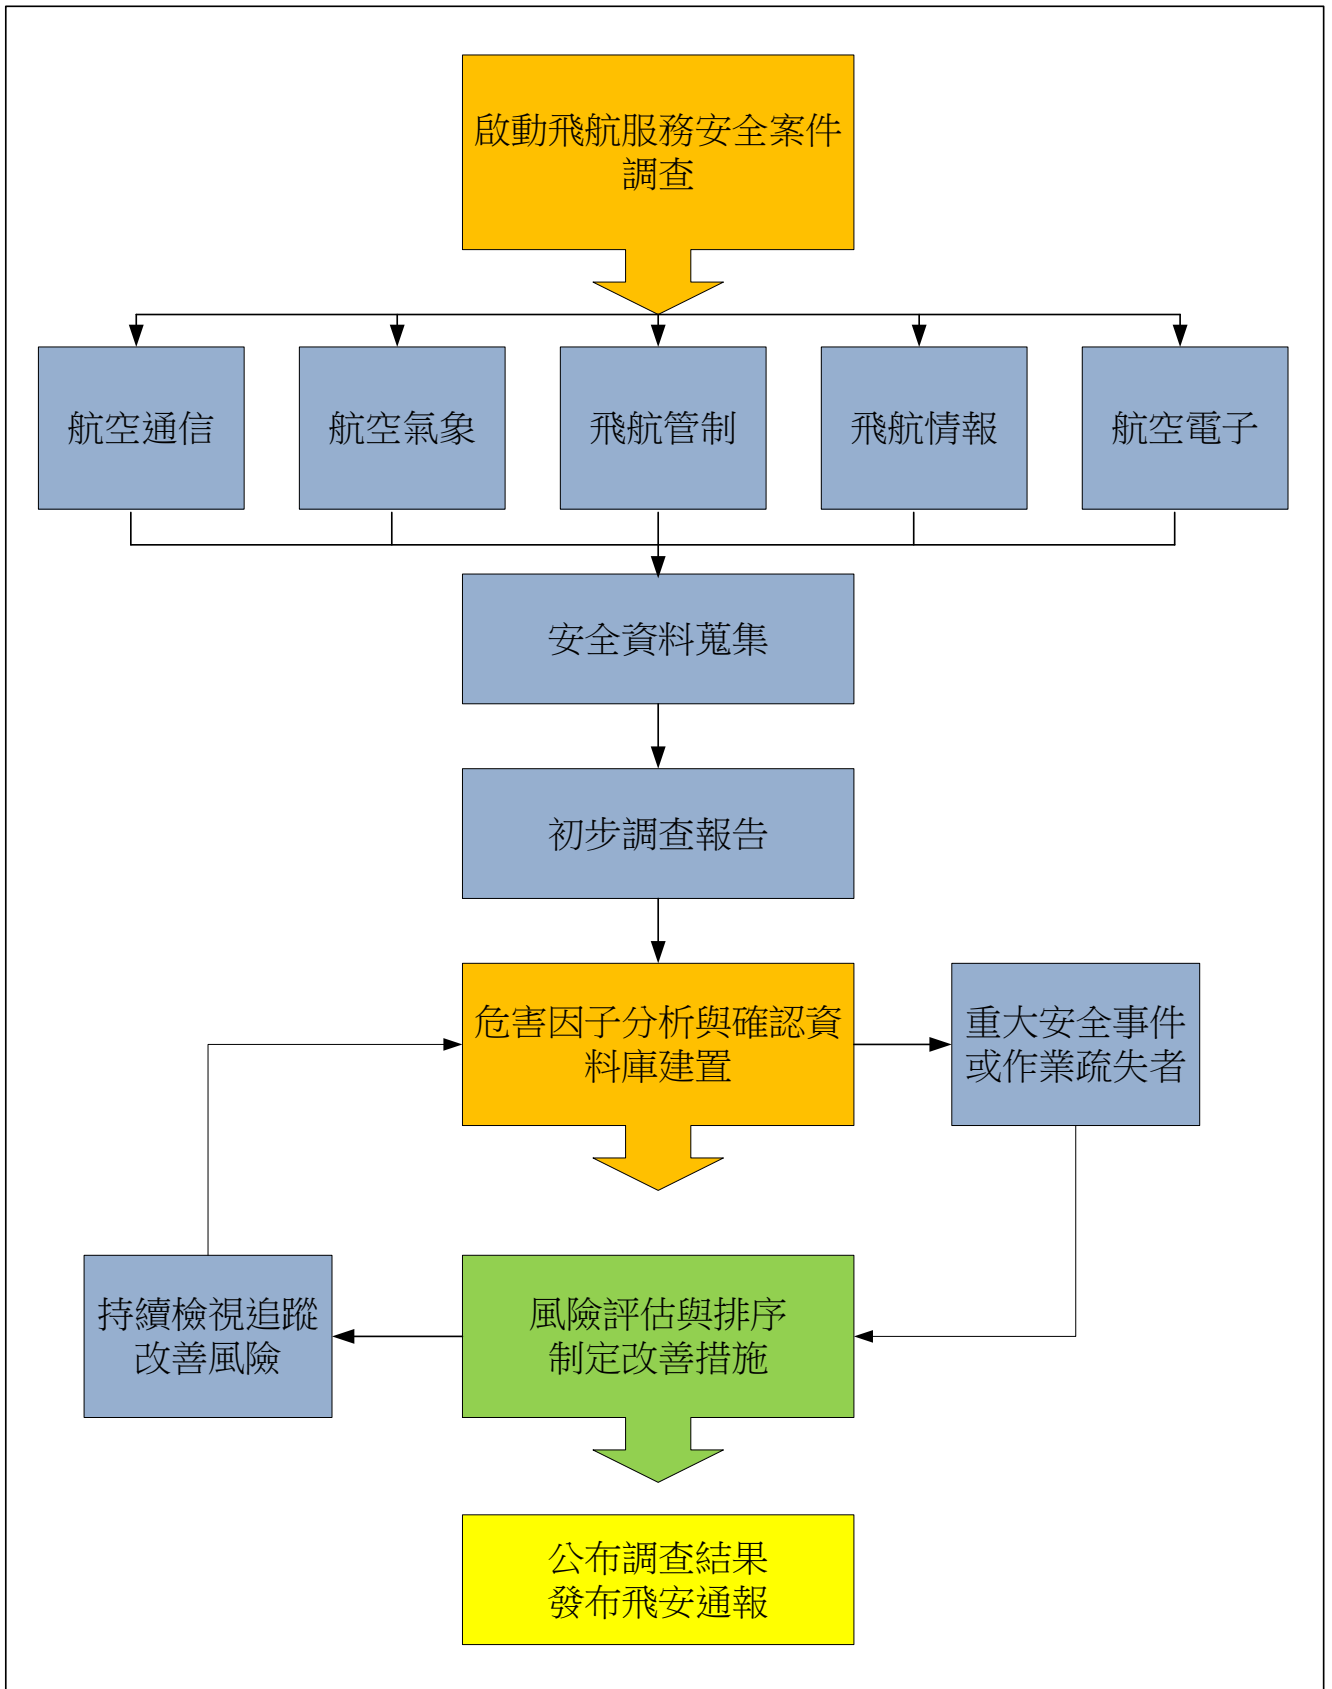 啟動飛航服務安全案件
調查
航空通信
航空氣象
飛航管制
飛航情報
航空電子
安全資料蒐集
初步調查報告
危害因子分析與確認資
料庫建置
重大安全事件
或作業疏失者
持續檢視追蹤
改善風險
風險評估與排序
制定改善措施
公布調查結果
發布飛安通報